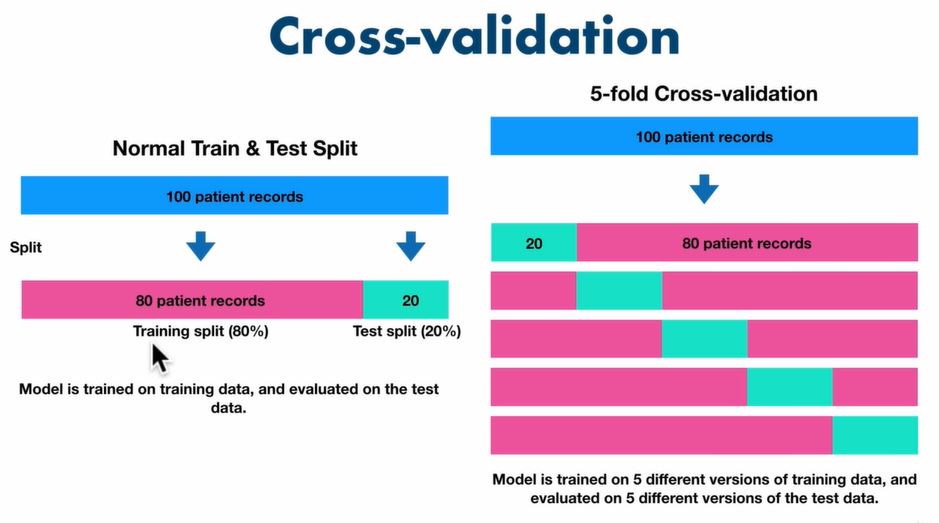 Cross-validation
Normal Train & Test Split
100 patient records
Split
80 patient records
20
Training split (80%)
Test split (20%)
Model is trained on training data, and evaluated on the test
data.
5-fold Cross-validation
100 patient records
20
80 patient records
Model is trained on 5 different versions of training data, and
evaluated on 5 different versions of the test data.